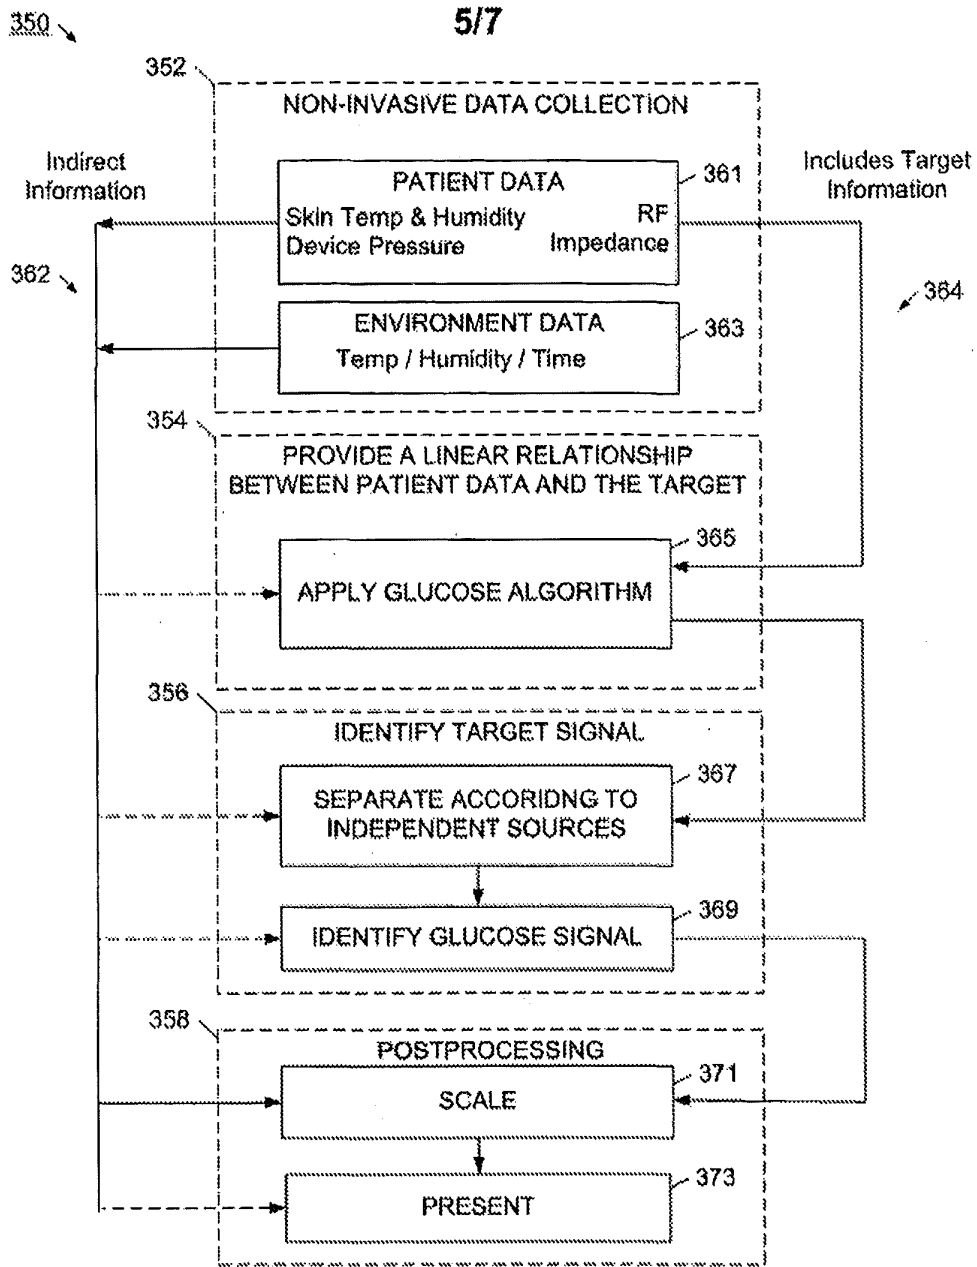 350
5/7
352
NON-INVASIVE DATA COLLECTION
Indirect
Information
Includes Target
Information
PATIENT DATA
361
Skin Temp & Humidity
RF
Device Pressure
Impedance
362
364
ENVIRONMENT DATA
363
Temp / Humidity / Time
354
PROVIDE A LINEAR RELATIONSHIP
BETWEEN PATIENT DATA AND THE TARGET
365
APPLY GLUCOSE ALGORITHM
356
IDENTIFY TARGET SIGNAL
367
SEPARATE ACCORIDNG TO
INDEPENDENT SOURCES
369
IDENTIFY GLUCOSE SIGNAL
358
POSTPROCESSING
371
SCALE
373
PRESENT